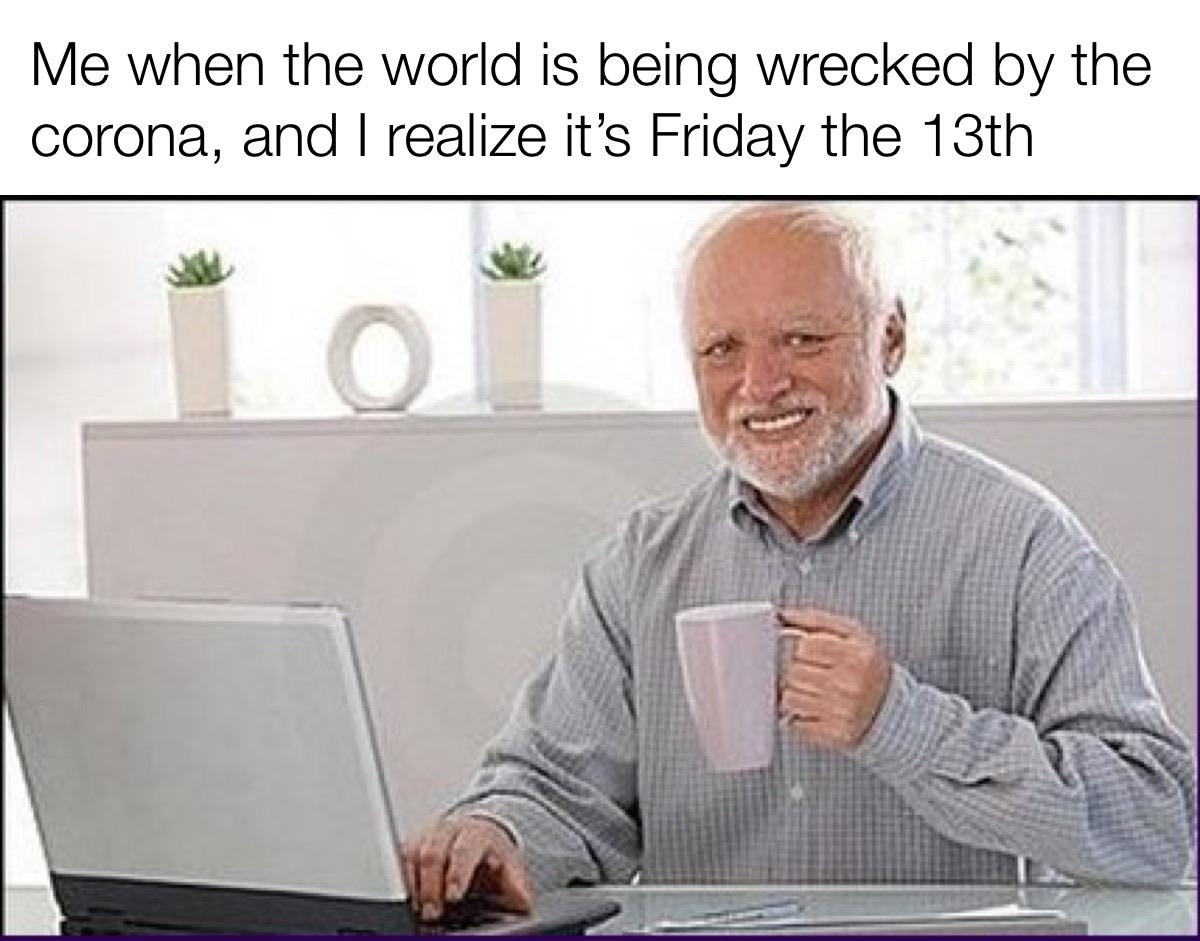 Me when the world is being wrecked by the
corona, and I realize it’s Friday the 13th